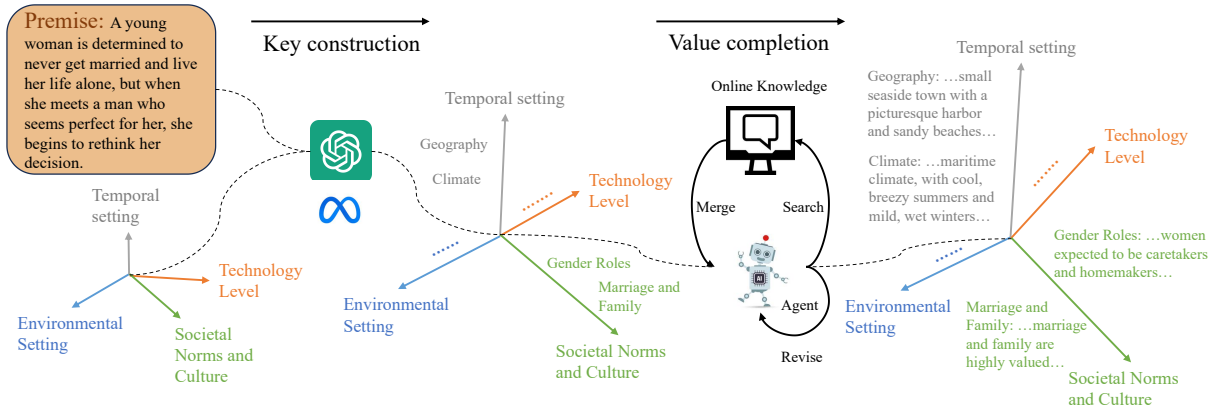 Premise: A young
woman is determined to
never get married and live
her life alone, but when
she meets a man who
seems perfect for her, she
begins to rethink her
decision.
Key construction
Value completion
Temporal
setting
Technology
Level
Environmental
Setting
Societal
Norms and
Culture
Temporal setting
Geography
Climate
Technology
Level
Environmental
Setting
Gender Roles
Marriage and
Family
Societal Norms
and Culture
Online Knowledge
Merge
Search
AI
Agent
Revise
Temporal setting
Geography: …small
seaside town with a
picturesque harbor
and sandy beaches…
Climate: …maritime
climate, with cool,
breezy summers and
mild, wet winters…
Technology
Level
Gender Roles: …women
expected to be caretakers
and homemakers…
Environmental
Setting
Marriage and
Family: …marriage
and family are
highly valued…
Societal Norms
and Culture